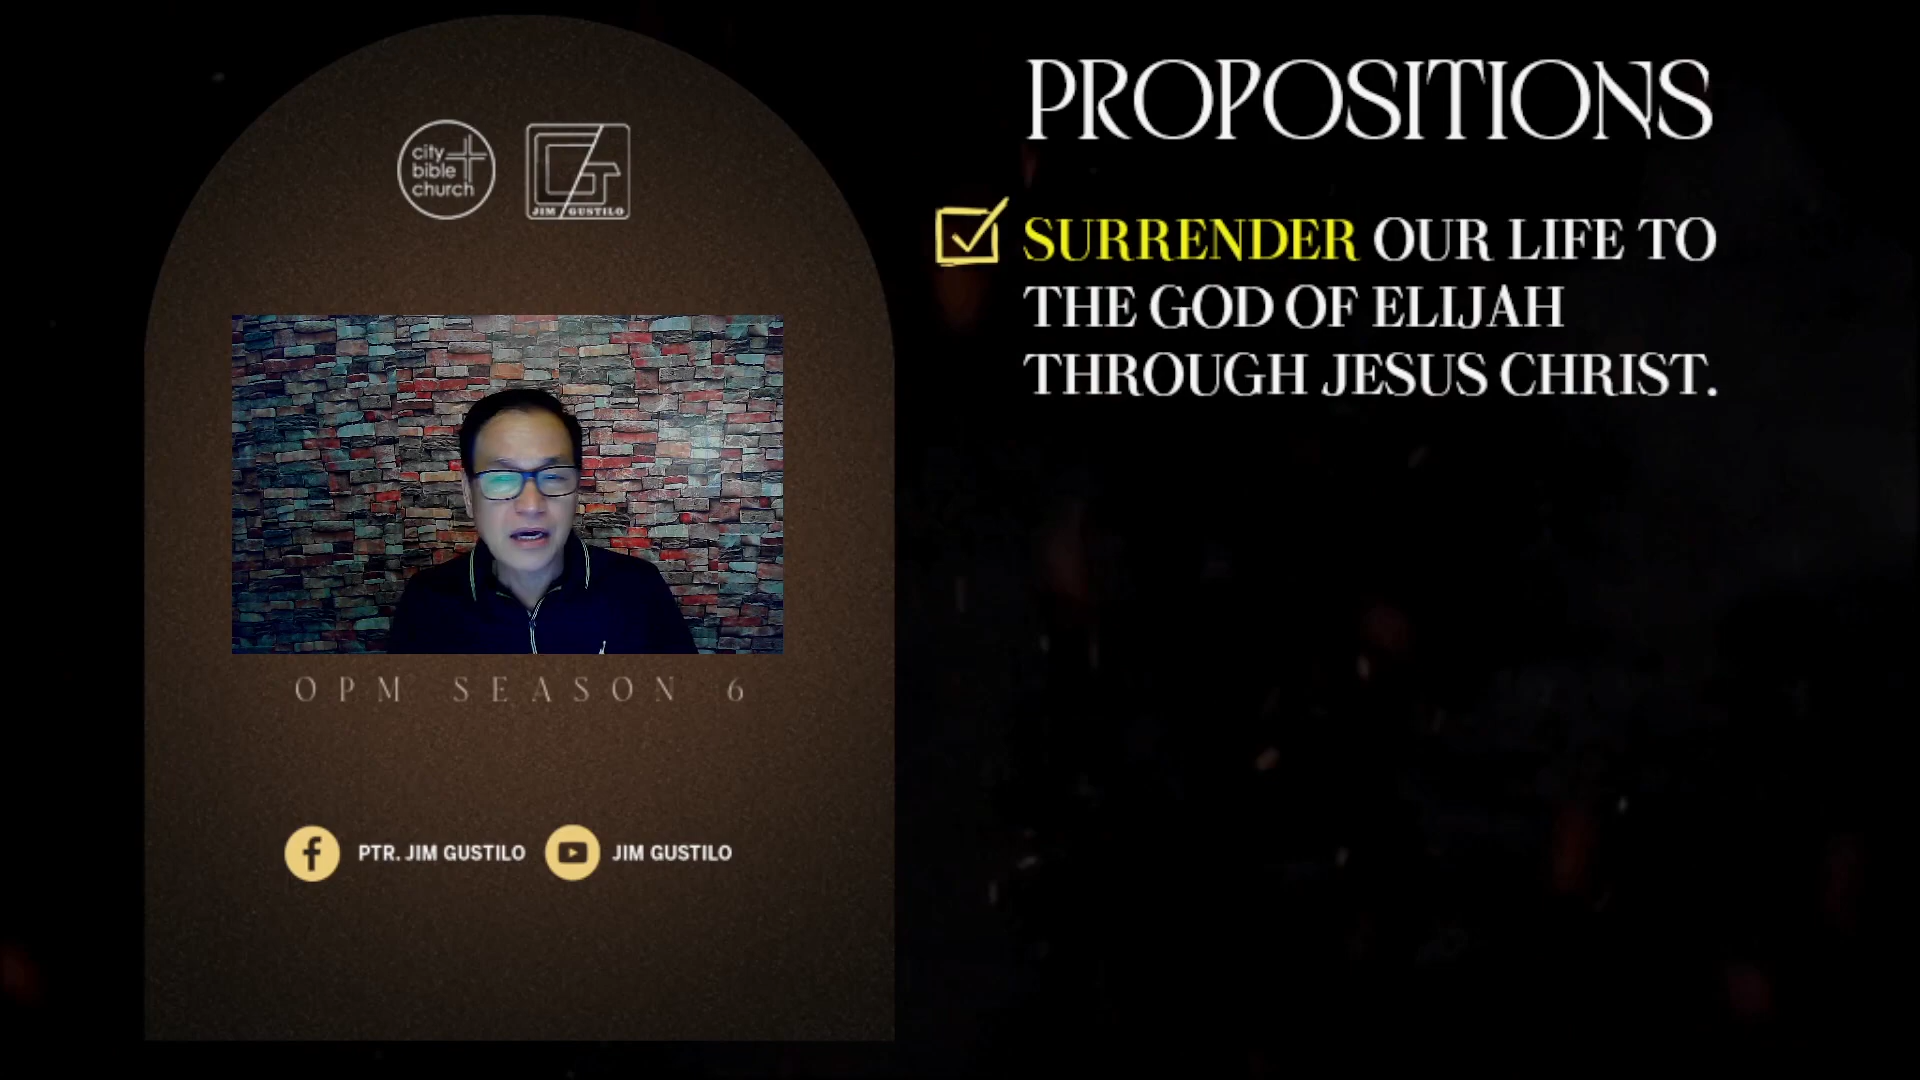 city
bible
church
JIM GUSTILO
OPM SEASON 6
PTR. JIM GUSTILO
JIM GUSTILO
PROPOSITIONS
SURRENDER OUR LIFE TO
THE GOD OF ELIJAH
THROUGH JESUS CHRIST.